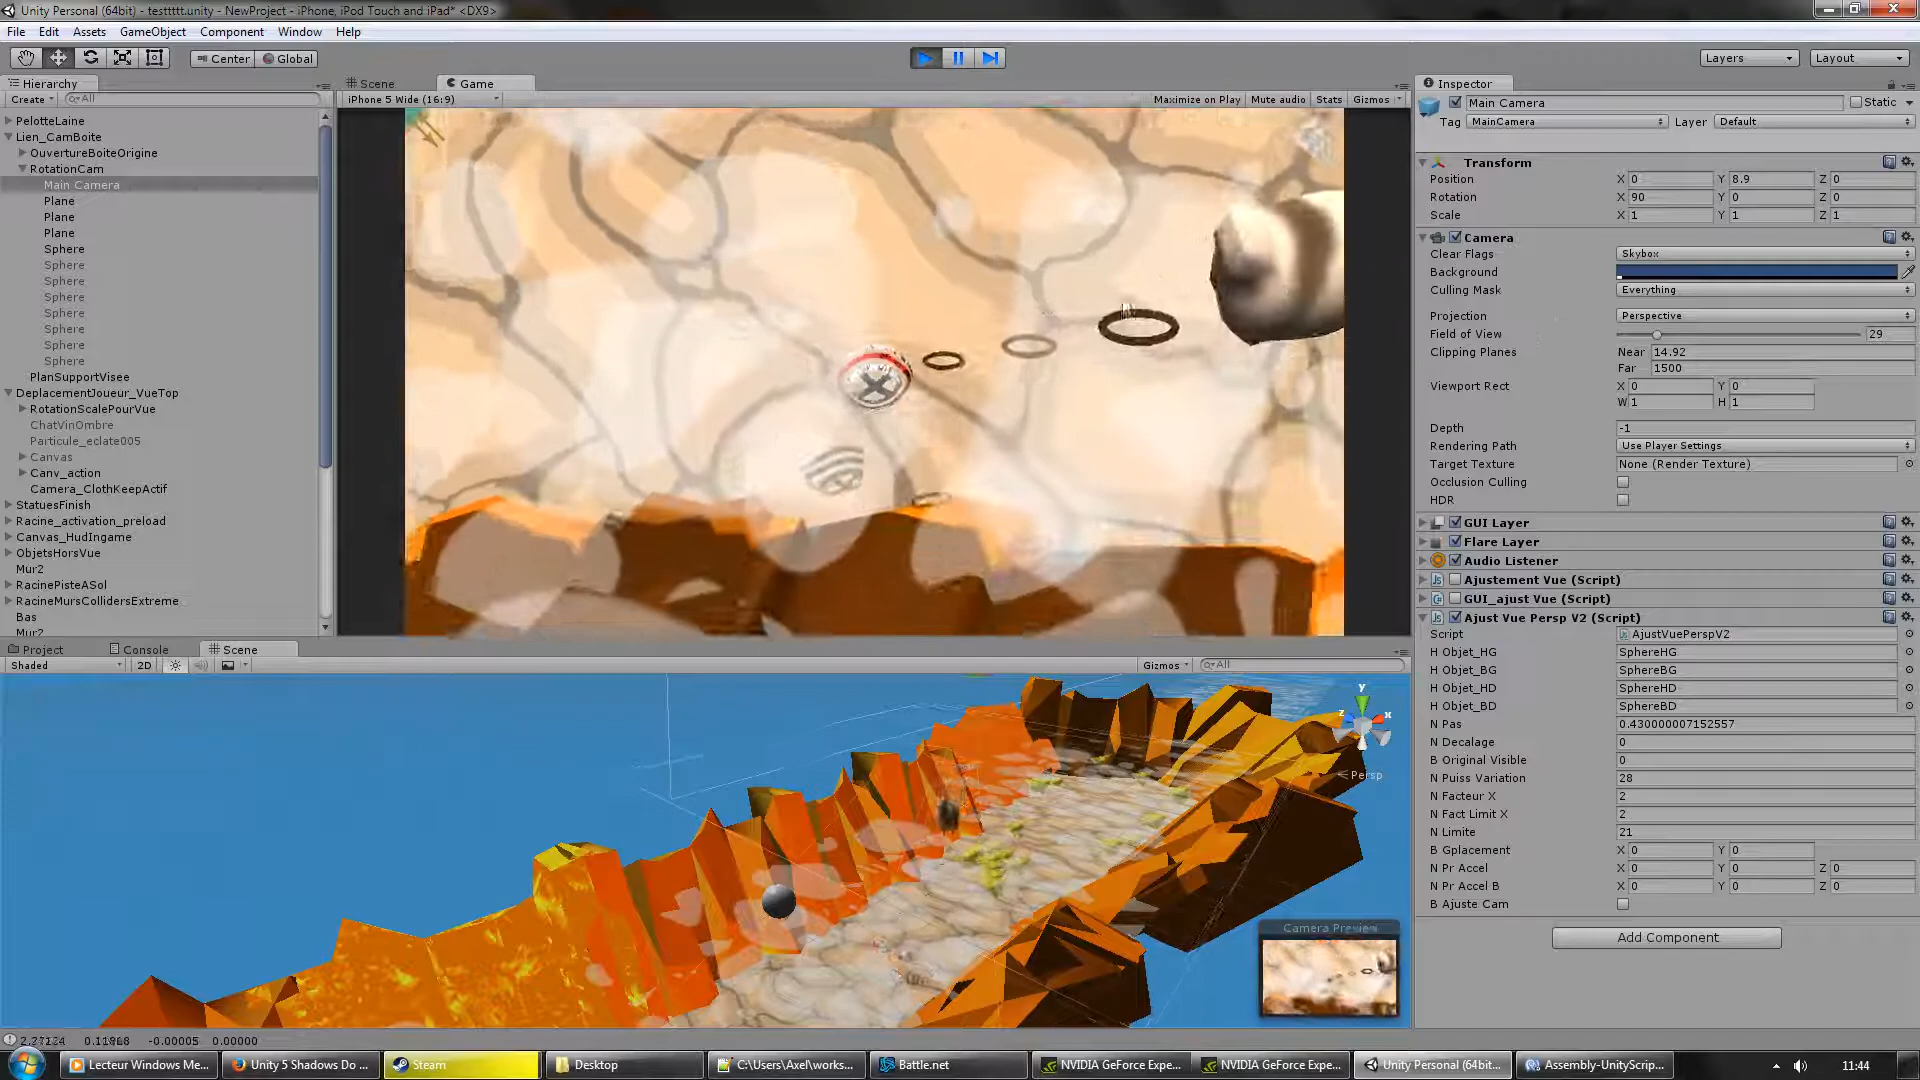 Unity Personal (64bit) - testtttt.unity - NewProject - iPhone, iPod Touch and iPad* <DX9>
File Edit Assets GameObject Component Window Help
Center Global Layers Layout
Hierarchy
Create All
PelotteLaine
Lien_CamBoite
OuvertureBoiteOrigine
RotationCam
Main Camera
Plane
Plane
Plane
Sphere
Sphere
Sphere
Sphere
Sphere
Sphere
Sphere
Sphere
PlanSupportVisee
DeplacementJoueur_VueTop
RotationScalePourVue
ChatVinOmbre
Particule_eclate005
Canvas
Canv_action
Camera_ClothKeepActif
StatuesFinish
Racine_activation_preload
Canvas_HudIngame
ObjetsHorsVue
Mur2
RacinePisteASol
RacineMursCollidersExtreme
Bas
Mur2
Scene Game
iPhone 5 Wide (16:9) Maximize on Play Mute audio Stats Gizmos
Project Console Scene
Shaded 2D Gizmos All
y
z x
Persp
Camera Preview
Inspector
Main Camera Static
Tag MainCamera Layer Default
Transform
Position X 0 Y 8.9 Z 0
Rotation X 90 Y 0 Z 0
Scale X 1 Y 1 Z 1
Camera
Clear Flags Skybox
Background
Culling Mask Everything
Projection Perspective
Field of View 29
Clipping Planes Near 14.92
Far 1500
Viewport Rect X 0 Y 0
W 1 H 1
Depth -1
Rendering Path Use Player Settings
Target Texture None (Render Texture)
Occlusion Culling
HDR
GUI Layer
Flare Layer
Audio Listener
Ajustement Vue (Script)
GUI_ajust Vue (Script)
Ajust Vue Persp V2 (Script)
Script AjustVuePerspV2
H Objet_HG SphereHG
H Objet_BG SphereBG
H Objet_HD SphereHD
H Objet_BD SphereBD
N Pas 0.430000007152557
N Decalage 0
B Original Visible 0
N Puiss Variation 28
N Facteur X 2
N Fact Limit X 2
N Limite 21
B Gplacement X 0 Y 0
N Pr Accel X 0 Y 0 Z 0
N Pr Accel B X 0 Y 0 Z 0
B Ajuste Cam
Add Component
0.11968 -0.00005 0.00000
Lecteur Windows Me... Unity 5 Shadows Do ... Steam Desktop C:\Users\Axel\works... Battle.net NVIDIA GeForce Expe... NVIDIA GeForce Expe... Unity Personal (64bit... Assembly-UnityScrip... 11:44